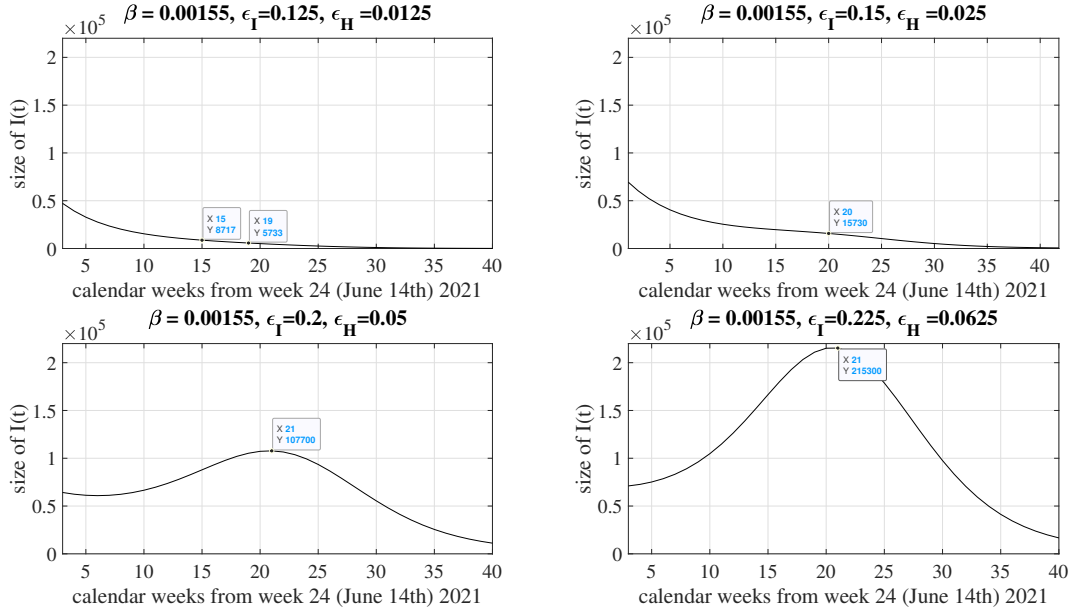 β = 0.00155, ϵ_I=0.125, ϵ_H =0.0125
×10^5
2
1.5
1
0.5
0
size of I(t)
X 15
Y 8717
X 19
Y 5733
5 10 15 20 25 30 35 40
calendar weeks from week 24 (June 14th) 2021
β = 0.00155, ϵ_I=0.15, ϵ_H =0.025
×10^5
2
1.5
1
0.5
0
size of I(t)
X 20
Y 15730
5 10 15 20 25 30 35 40
calendar weeks from week 24 (June 14th) 2021
β = 0.00155, ϵ_I=0.2, ϵ_H =0.05
×10^5
2
1.5
1
0.5
0
size of I(t)
X 21
Y 107700
5 10 15 20 25 30 35 40
calendar weeks from week 24 (June 14th) 2021
β = 0.00155, ϵ_I=0.225, ϵ_H =0.0625
×10^5
2
1.5
1
0.5
0
size of I(t)
X 21
Y 215300
5 10 15 20 25 30 35 40
calendar weeks from week 24 (June 14th) 2021